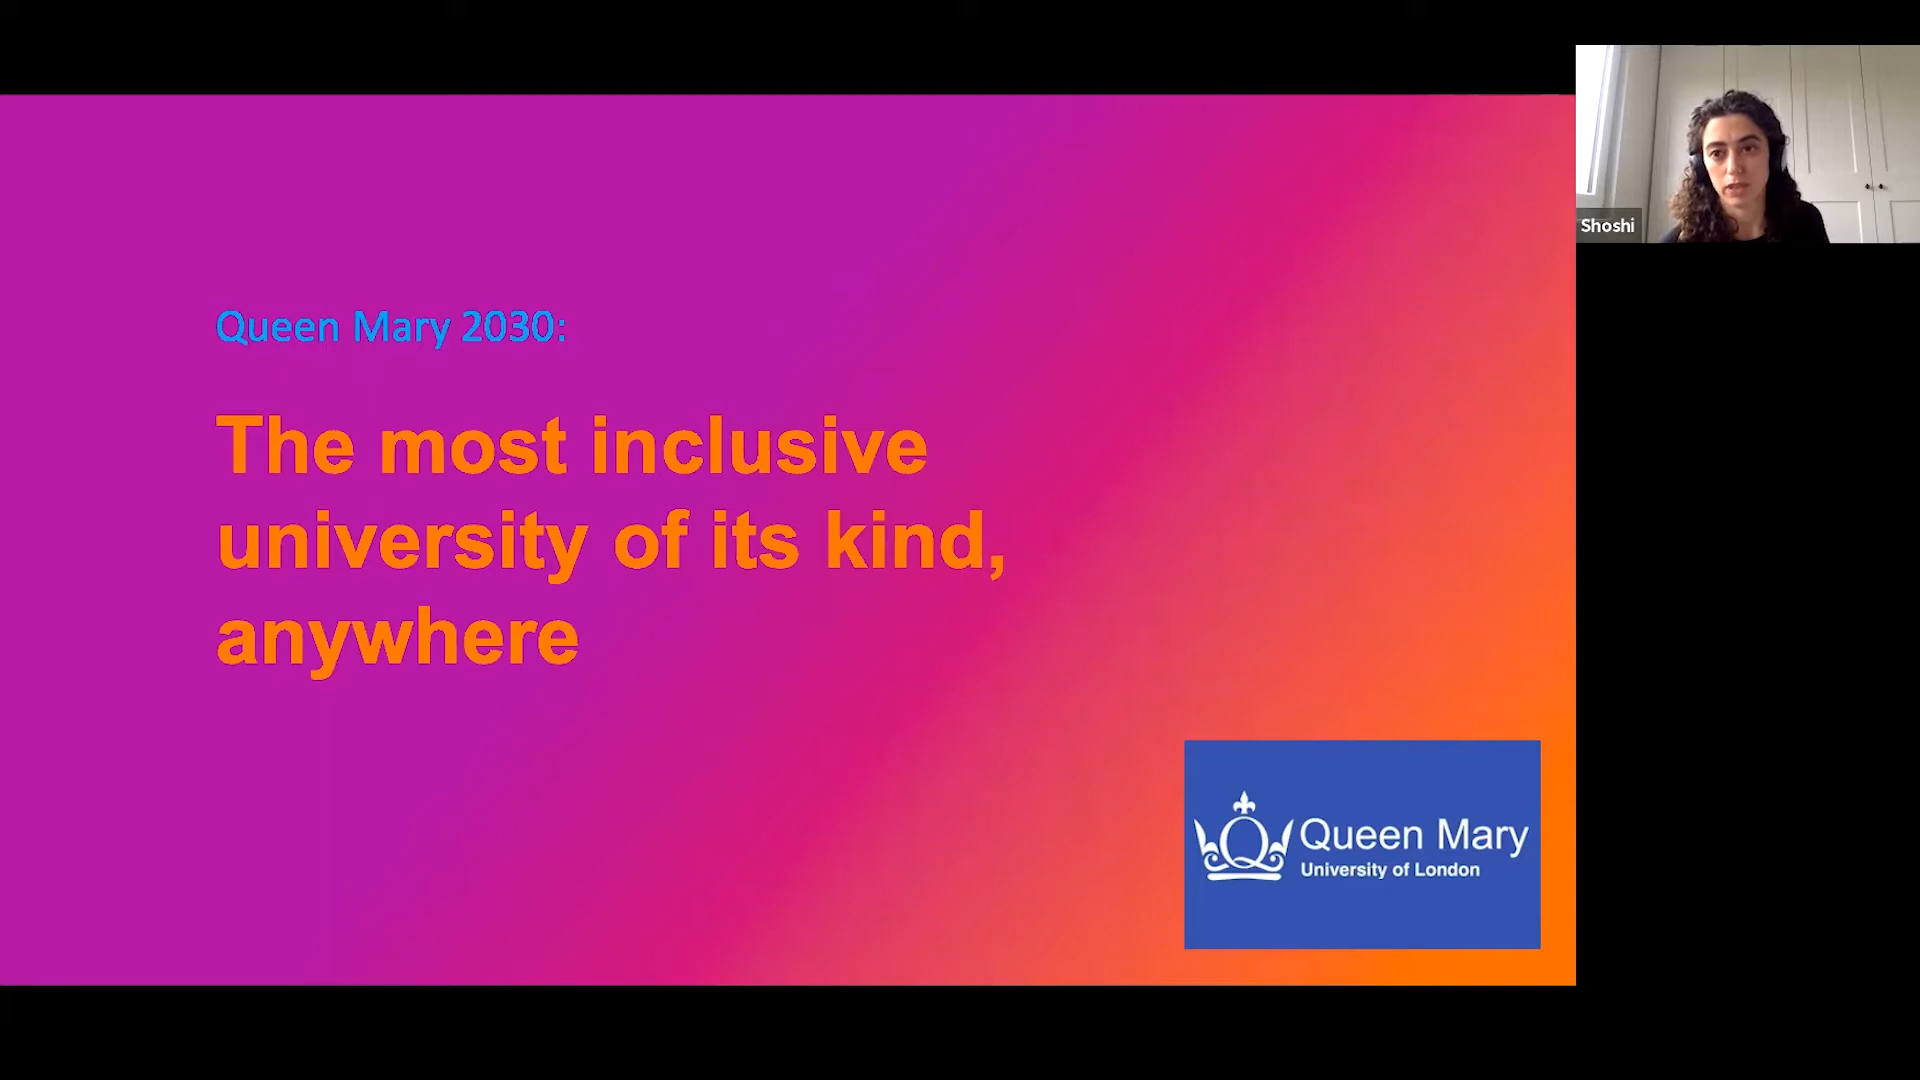 Shoshi
Queen Mary 2030:
The most inclusive
university of its kind,
anywhere
Queen Mary
University of London